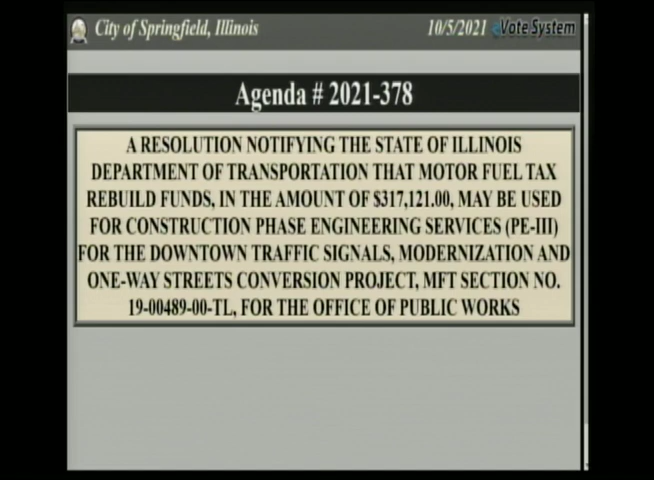 City of Springfield, Illinois 10/5/2021 eVote System
Agenda # 2021-378
A RESOLUTION NOTIFYING THE STATE OF ILLINOIS
DEPARTMENT OF TRANSPORTATION THAT MOTOR FUEL TAX
REBUILD FUNDS, IN THE AMOUNT OF $317,121.00, MAY BE USED
FOR CONSTRUCTION PHASE ENGINEERING SERVICES (PE-III)
FOR THE DOWNTOWN TRAFFIC SIGNALS, MODERNIZATION AND
ONE-WAY STREETS CONVERSION PROJECT, MFT SECTION NO.
19-00489-00-TL, FOR THE OFFICE OF PUBLIC WORKS